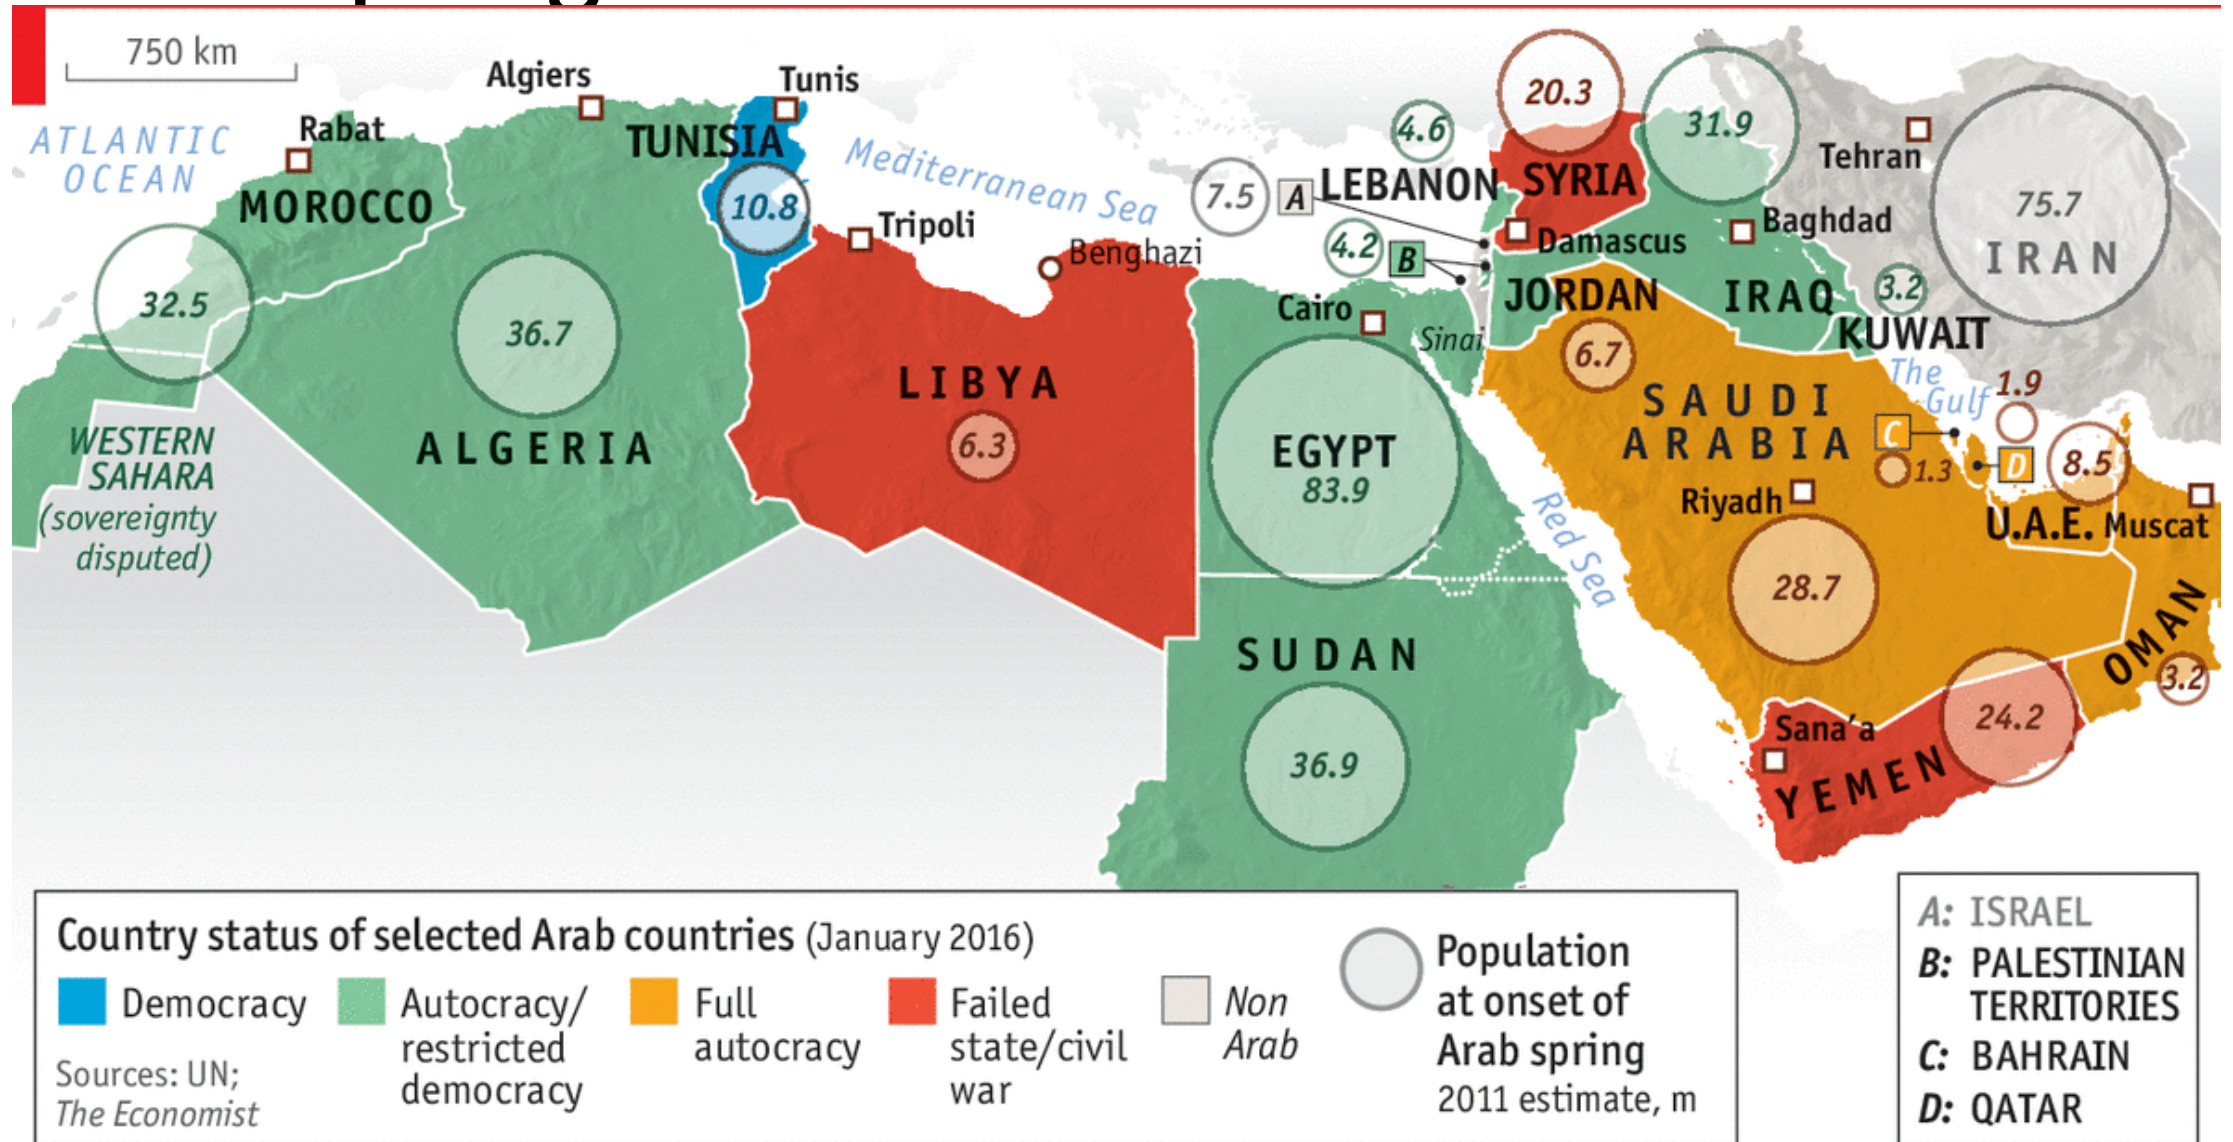 750 km
ATLANTIC
OCEAN
Rabat
MOROCCO
32.5
WESTERN
SAHARA
(sovereignty
disputed)
Algiers
36.7
ALGERIA
Tunis
TUNISIA
10.8
Mediterranean Sea
Tripoli
Benghazi
LIBYA
6.3
7.5
A
4.6
LEBANON
4.2
B
20.3
SYRIA
Damascus
JORDAN
Cairo
Sinai
EGYPT
83.9
SUDAN
36.9
Red Sea
31.9
Baghdad
IRAQ
3.2
KUWAIT
Tehran
75.7
IRAN
The
Gulf
6.7
SAUDI
ARABIA
Riyadh
28.7
C
1.3
1.9
D
8.5
U.A.E.
Muscat
OMAN
3.2
Sana'a
YEMEN
24.2
Country status of selected Arab countries (January 2016)
Democracy
Autocracy/
restricted
democracy
Full
autocracy
Failed
state/civil
war
Non
Arab
Population
at onset of
Arab spring
2011 estimate, m
Sources: UN;
The Economist
A: ISRAEL
B: PALESTINIAN
TERRITORIES
C: BAHRAIN
D: QATAR